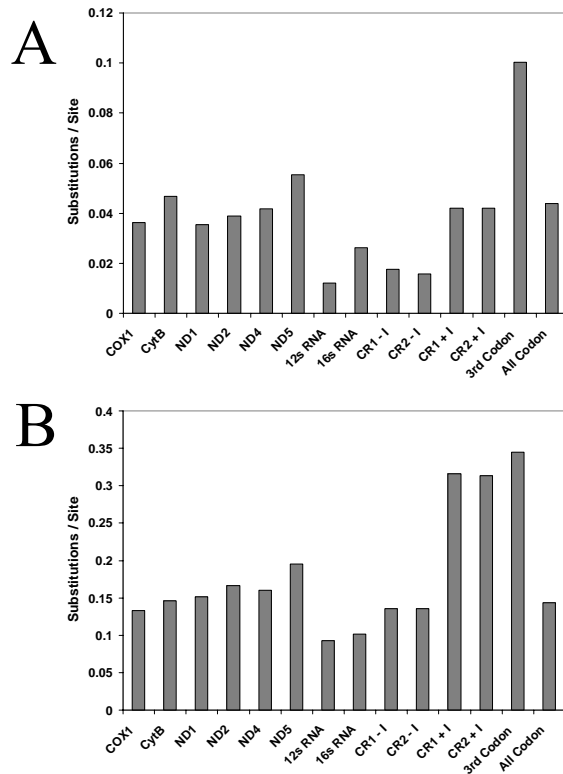 A
Substitutions / Site
0.12
0.1
0.08
0.06
0.04
0.02
0
COX1
CytB
ND1
ND2
ND4
ND5
12s RNA
16s RNA
CR1 - I
CR2 - I
CR1 + I
CR2 + I
3rd Codon
All Codon
B
Substitutions / Site
0.4
0.35
0.3
0.25
0.2
0.15
0.1
0.05
0
COX1
CytB
ND1
ND2
ND4
ND5
12s RNA
16s RNA
CR1 - I
CR2 - I
CR1 + I
CR2 + I
3rd Codon
All Codon